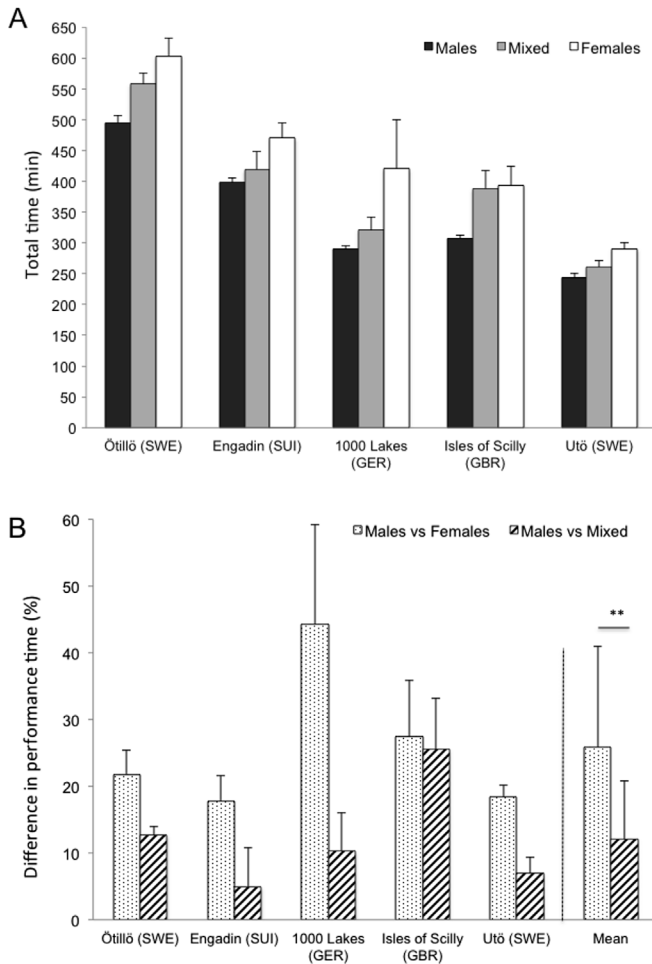 A
650
600
550
500
450
400
350
300
250
200
150
100
50
0
Total time (min)
Males Mixed Females
Ötillö (SWE) Engadin (SUI) 1000 Lakes Isles of Scilly Utö (SWE)
(GER) (GBR)
B
60
50
40
30
20
10
0
Difference in performance time (%)
Males vs Females Males vs Mixed
**
Ötillö (SWE) Engadin (SUI) 1000 Lakes Isles of Scilly Utö (SWE) Mean
(GER) (GBR)